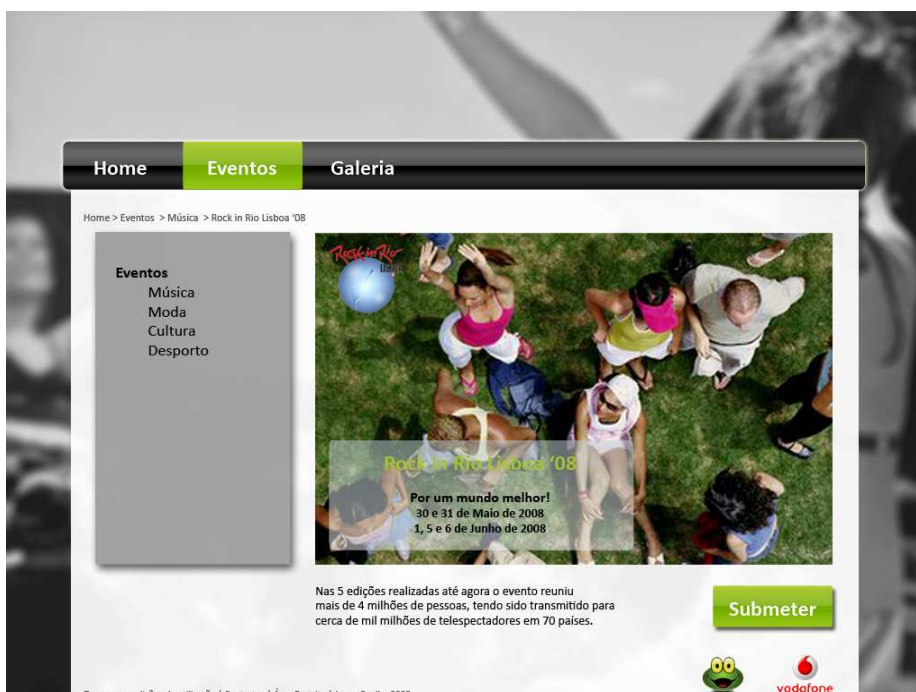 Home Eventos Galeria
Home > Eventos > Música > Rock in Rio Lisboa '08
Eventos
Música
Moda
Cultura
Desporto
Rock in Rio
Rock in Rio Lisboa '08
Por um mundo melhor!
30 e 31 de Maio de 2008
1, 5 e 6 de Junho de 2008
Nas 5 edições realizadas até agora o evento reuniu
mais de 4 milhões de pessoas, tendo sido transmitido para
cerca de mil milhões de telespectadores em 70 países.
Submeter
vodafone